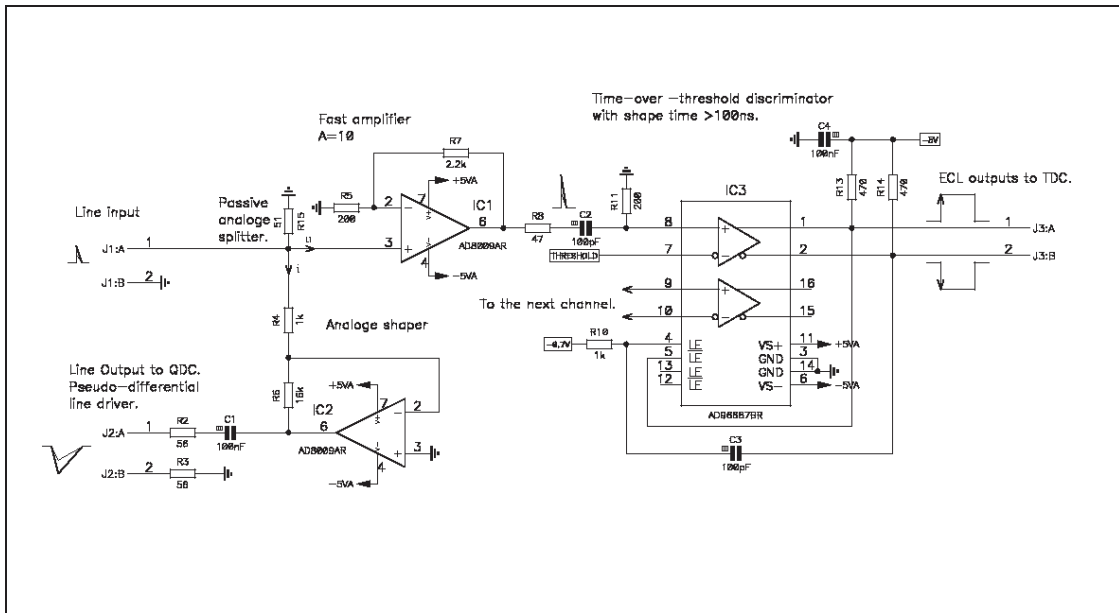 Time-over -threshold discriminator
with shape time >100ns.
Fast amplifier
A=10
C4
100nF
-8V
R7
2.2k
R13
470
R14
470
ECL outputs to TDC.
+5VA
R5
200
2
7
V+
IC1
6
R8
47
C2
100pF
R11
200
IC3
Line input
Passive
analoge
splitter.
51
R15
J1:A
1
u
3
V-
4
AD8009AR
-5VA
8
1
1
J3:A
THRESHOLD
7
2
2
J3:B
J1:B
2
i
9
16
To the next channel.
10
15
R4
1k
Analoge shaper
-0.7V
R10
1k
4
LE
VS+
11
+5VA
5
LE
GND
3
13
LE
GND
14
12
LE
VS-
6
-5VA
AD96687BR
Line Output to QDC.
Pseudo-differential
line driver.
R6
16k
+5VA
7
V+
2
IC2
J2:A
1
R2
56
C1
100nF
6
AD8009AR
V-
3
4
-5VA
J2:B
2
R3
56
C3
100pF